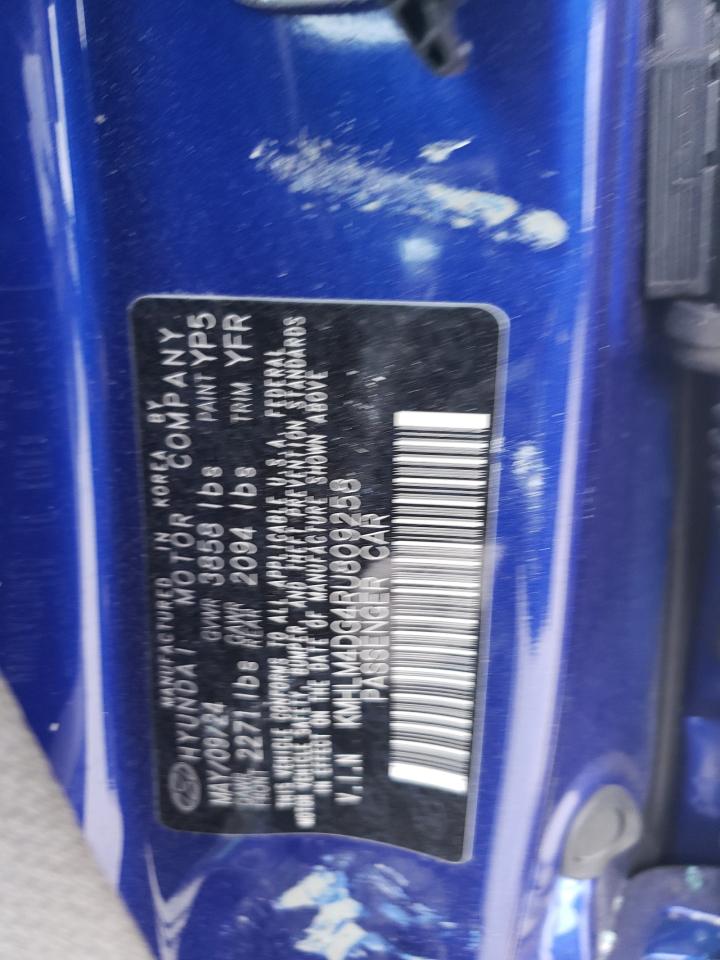 MANUFACTURED IN KOREA BY
HYUNDAI MOTOR COMPANY
MAY/09/24 GVWR 3858 lbs PAINT YP5
GAWR FRONT 2271 lbs GAWR REAR 2094 lbs TRIM YFR
THIS VEHICLE CONFORMS TO ALL APPLICABLE U.S.A. FEDERAL
MOTOR VEHICLE SAFETY, BUMPER, AND THEFT PREVENTION STANDARDS
IN EFFECT ON THE DATE OF MANUFACTURE SHOWN ABOVE
V.I.N KMHLM4DG4RU809258
PASSENGER CAR